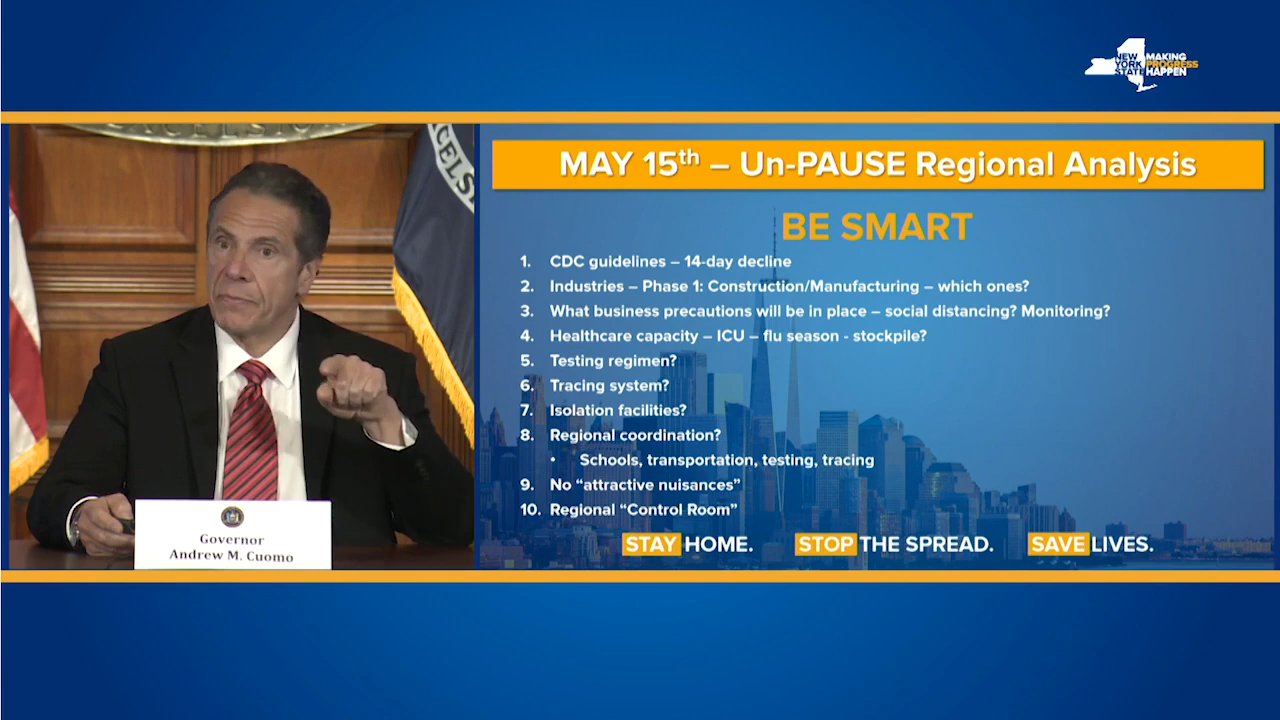 NEW
YORK
STATE
MAKING
PROGRESS
HAPPEN
EXCELSIOR
EXCELS
MAY 15th – Un-PAUSE Regional Analysis
BE SMART
1. CDC guidelines – 14-day decline
2. Industries – Phase 1: Construction/Manufacturing – which ones?
3. What business precautions will be in place – social distancing? Monitoring?
4. Healthcare capacity – ICU – flu season - stockpile?
5. Testing regimen?
6. Tracing system?
7. Isolation facilities?
8. Regional coordination?
• Schools, transportation, testing, tracing
9. No “attractive nuisances”
10. Regional “Control Room”
STAY HOME. STOP THE SPREAD. SAVE LIVES.
Governor
Andrew M. Cuomo